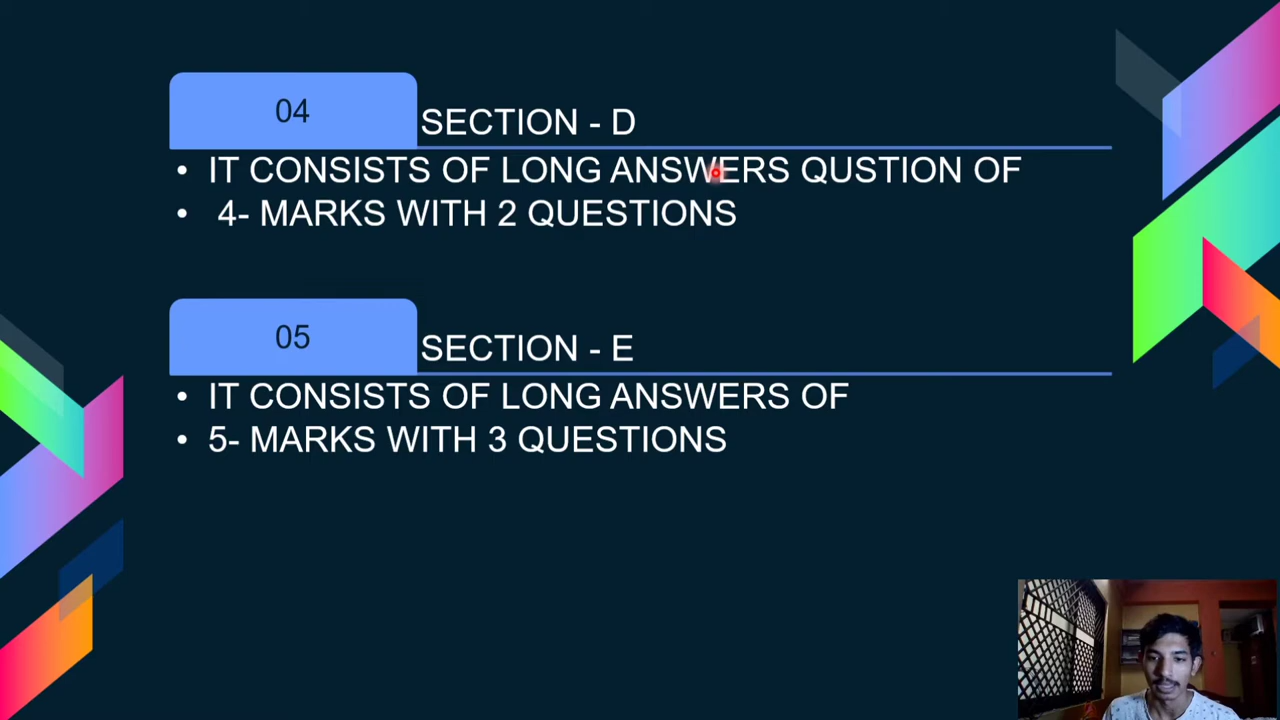 04
SECTION - D
• IT CONSISTS OF LONG ANSWERS QUSTION OF
• 4- MARKS WITH 2 QUESTIONS
05
SECTION - E
• IT CONSISTS OF LONG ANSWERS OF
• 5- MARKS WITH 3 QUESTIONS